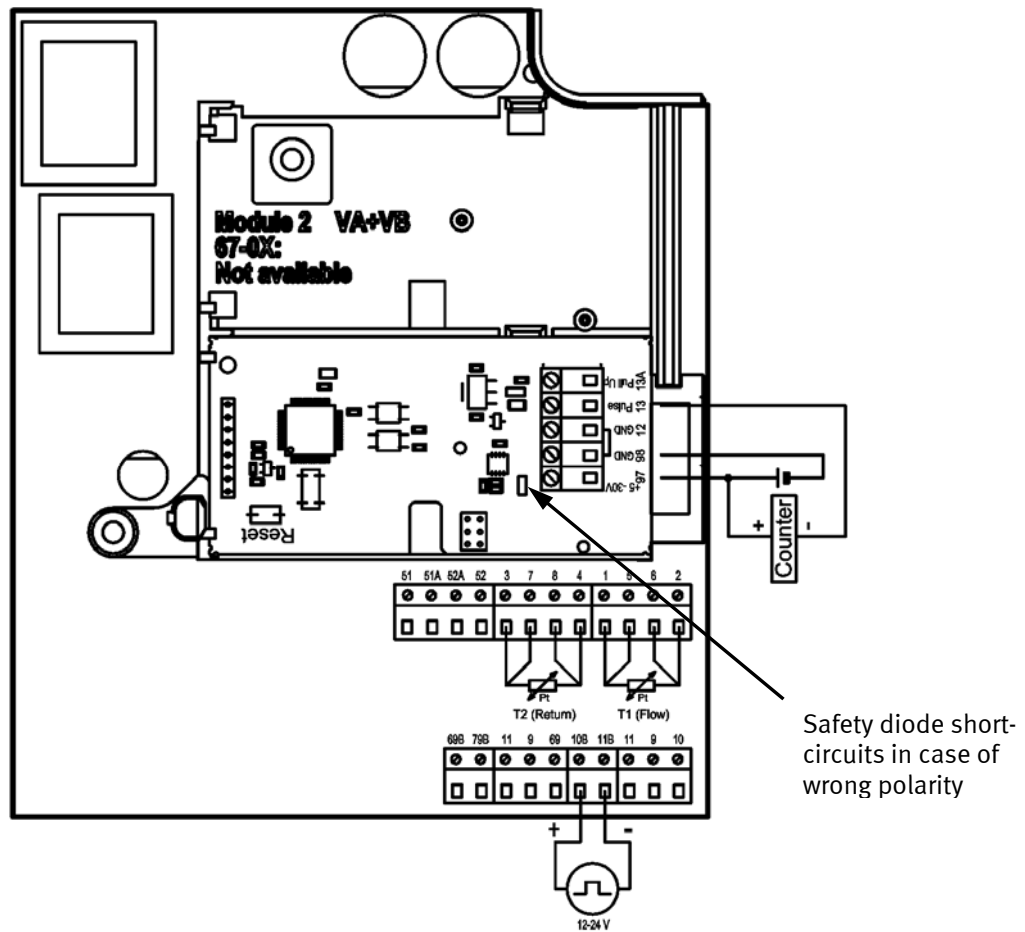 Module 2 VA+VB
67-0X:
Not available
Pull Up 13A
Pulse 13
GND 12
GND 98
+5 -30V 97
Reset
+ -
Counter
51 51A 52A 52 3 7 8 4 1 5 6 2
Pt Pt
T2 (Return) T1 (Flow)
Safety diode short-
circuits in case of
wrong polarity
69B 79B 11 9 69 10B 11B 11 9 10
+ -
12-24 V